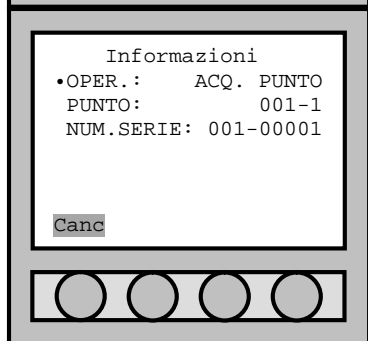 Informazioni
•OPER.: ACQ. PUNTO
PUNTO: 001-1
NUM.SERIE: 001-00001
Canc